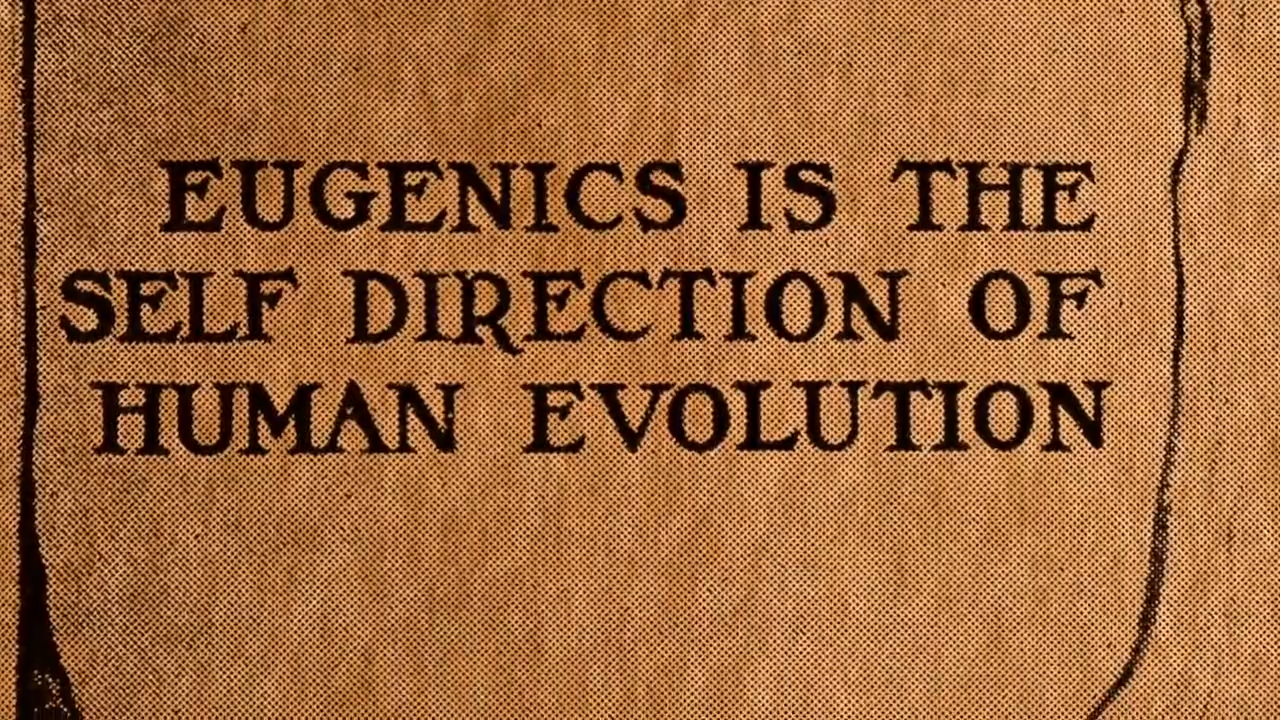 EUGENICS IS THE
SELF DIRECTION OF
HUMAN EVOLUTION